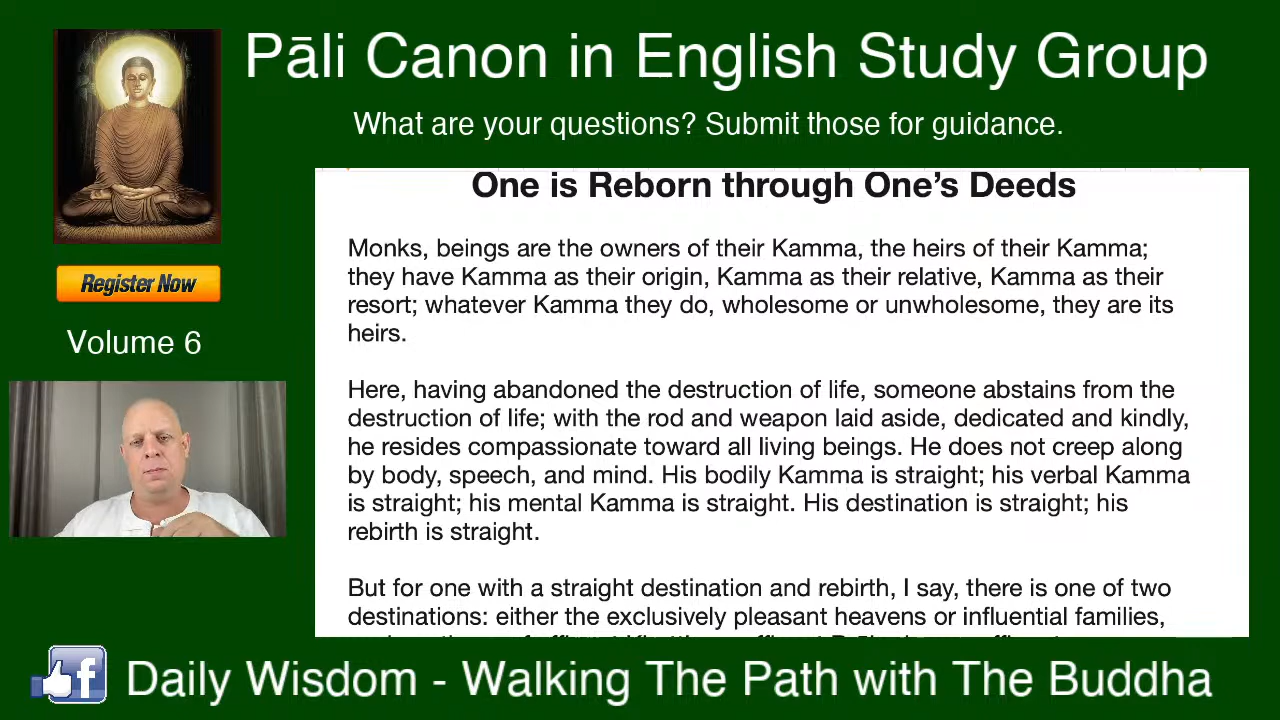 Pāli Canon in English Study Group
What are your questions? Submit those for guidance.
Register Now
Volume 6
One is Reborn through One's Deeds
Monks, beings are the owners of their Kamma, the heirs of their Kamma;
they have Kamma as their origin, Kamma as their relative, Kamma as their
resort; whatever Kamma they do, wholesome or unwholesome, they are its
heirs.
Here, having abandoned the destruction of life, someone abstains from the
destruction of life; with the rod and weapon laid aside, dedicated and kindly,
he resides compassionate toward all living beings. He does not creep along
by body, speech, and mind. His bodily Kamma is straight; his verbal Kamma
is straight; his mental Kamma is straight. His destination is straight; his
rebirth is straight.
But for one with a straight destination and rebirth, I say, there is one of two
destinations: either the exclusively pleasant heavens or influential families,
f
Daily Wisdom - Walking The Path with The Buddha